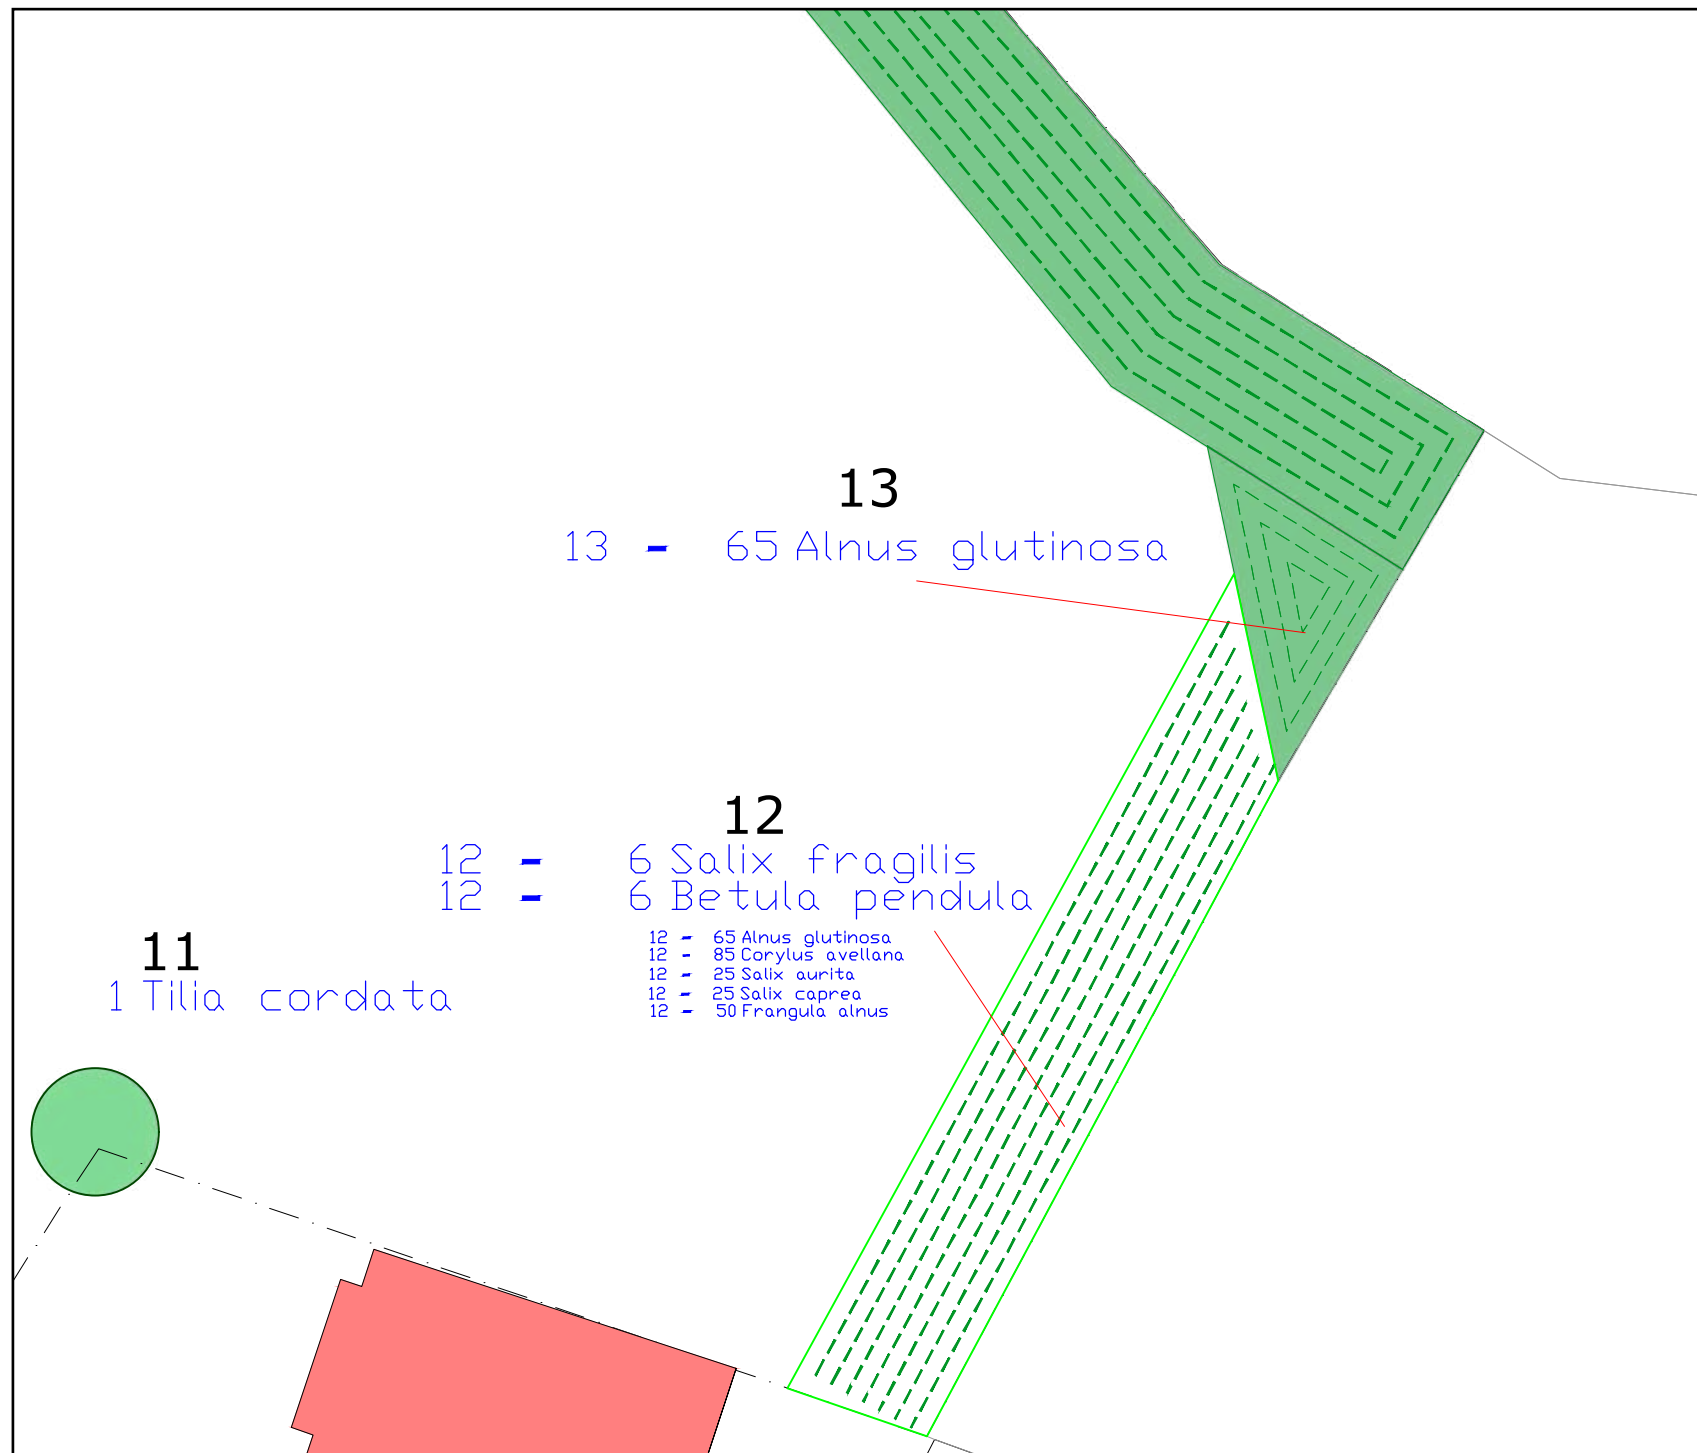 13
13 - 65 Alnus glutinosa
12
12 - 6 Salix fragilis
12 - 6 Betula pendula
12 - 65 Alnus glutinosa
12 - 85 Corylus avellana
12 - 25 Salix aurita
12 - 25 Salix caprea
12 - 50 Frangula alnus
11
1 Tilia cordata